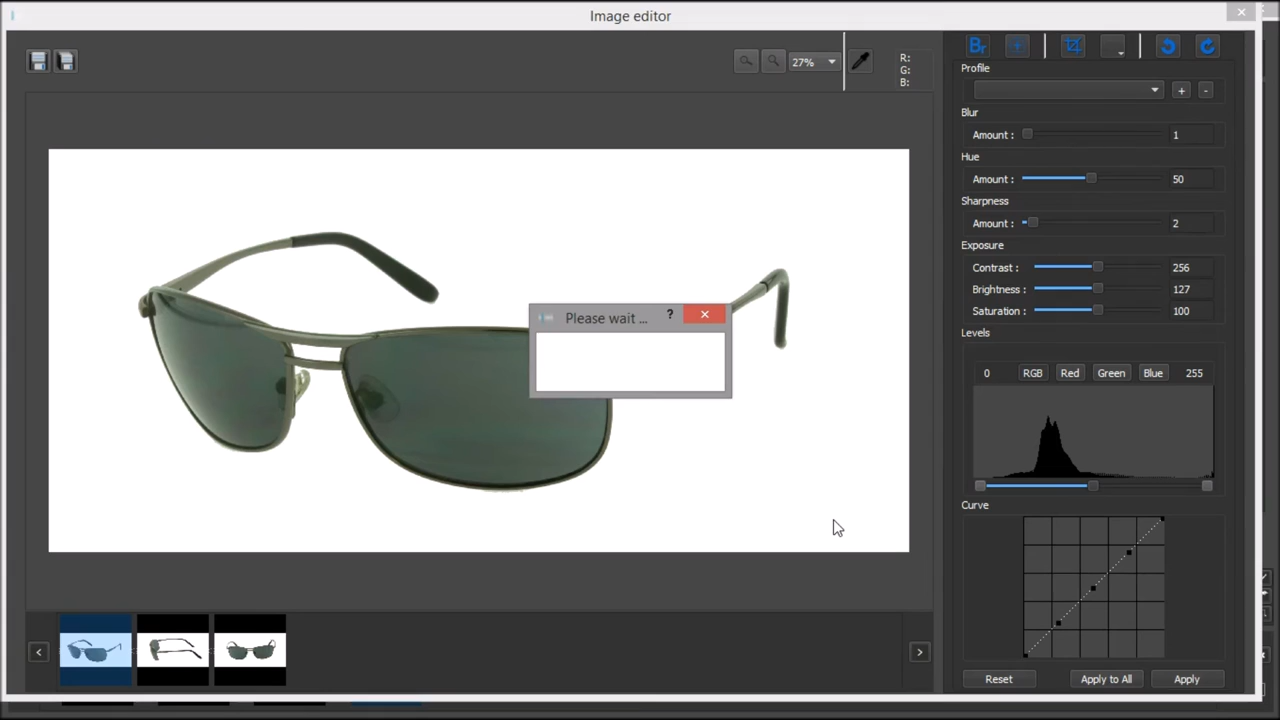 Image editor
27%
R:
G:
B:
Br
Profile
+ -
Blur
Amount : 1
Hue
Amount : 50
Sharpness
Amount : 2
Exposure
Contrast : 256
Brightness : 127
Saturation : 100
Levels
0 RGB Red Green Blue 255
Please wait ... ?
Curve
< >
Reset Apply to All Apply